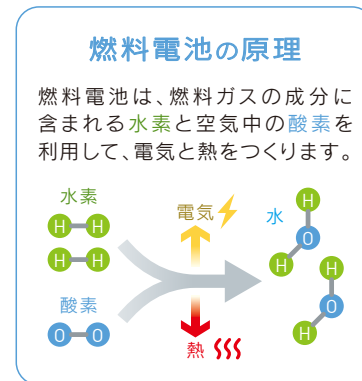 燃料電池の原理
燃料電池は、燃料ガスの成分に
含まれる水素と空気中の酸素を
利用して、電気と熱をつくります。
水素
H H
H H
酸素
O O
電気
熱
水
H
O
H
H
O
H